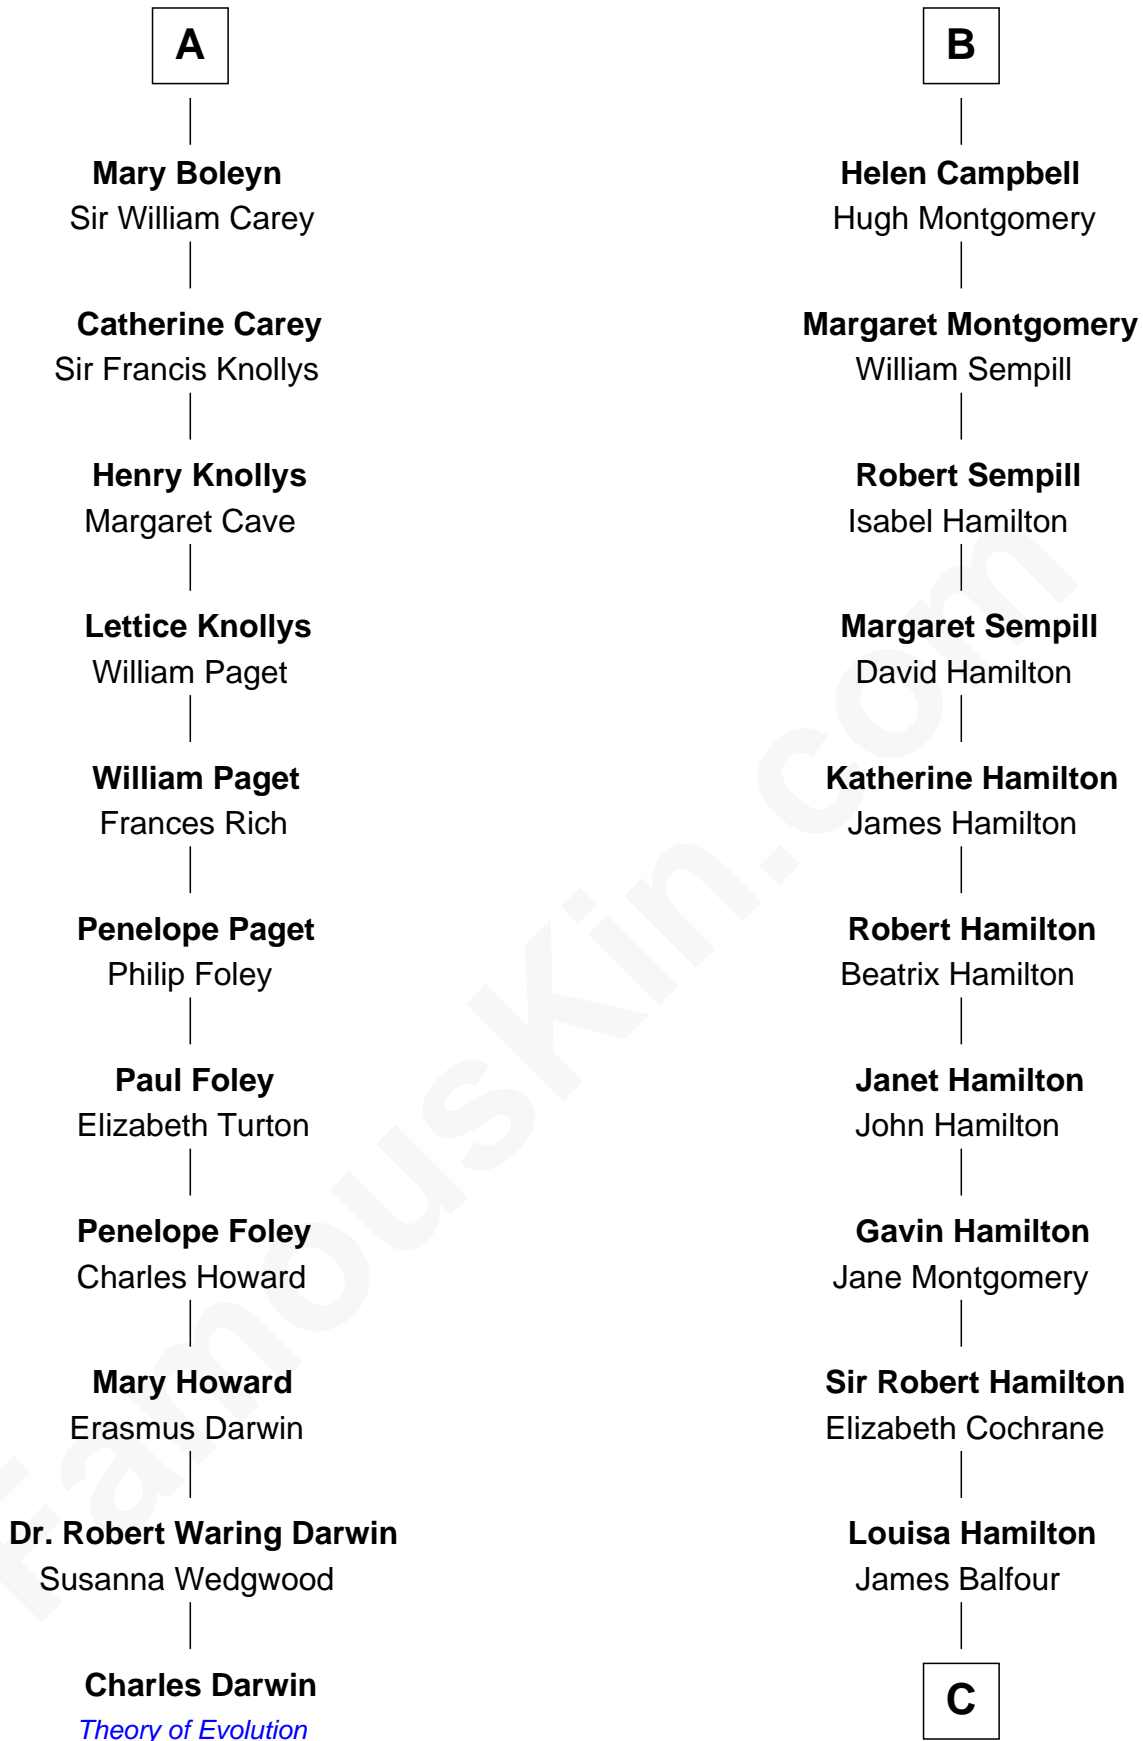 A
Mary Boleyn
Sir William Carey
Catherine Carey
Sir Francis Knollys
Henry Knollys
Margaret Cave
Lettice Knollys
William Paget
William Paget
Frances Rich
Penelope Paget
Philip Foley
Paul Foley
Elizabeth Turton
Penelope Foley
Charles Howard
Mary Howard
Erasmus Darwin
Dr. Robert Waring Darwin
Susanna Wedgwood
Charles Darwin
Theory of Evolution
B
Helen Campbell
Hugh Montgomery
Margaret Montgomery
William Sempill
Robert Sempill
Isabel Hamilton
Margaret Sempill
David Hamilton
Katherine Hamilton
James Hamilton
Robert Hamilton
Beatrix Hamilton
Janet Hamilton
John Hamilton
Gavin Hamilton
Jane Montgomery
Sir Robert Hamilton
Elizabeth Cochrane
Louisa Hamilton
James Balfour
C
FamousKin.com